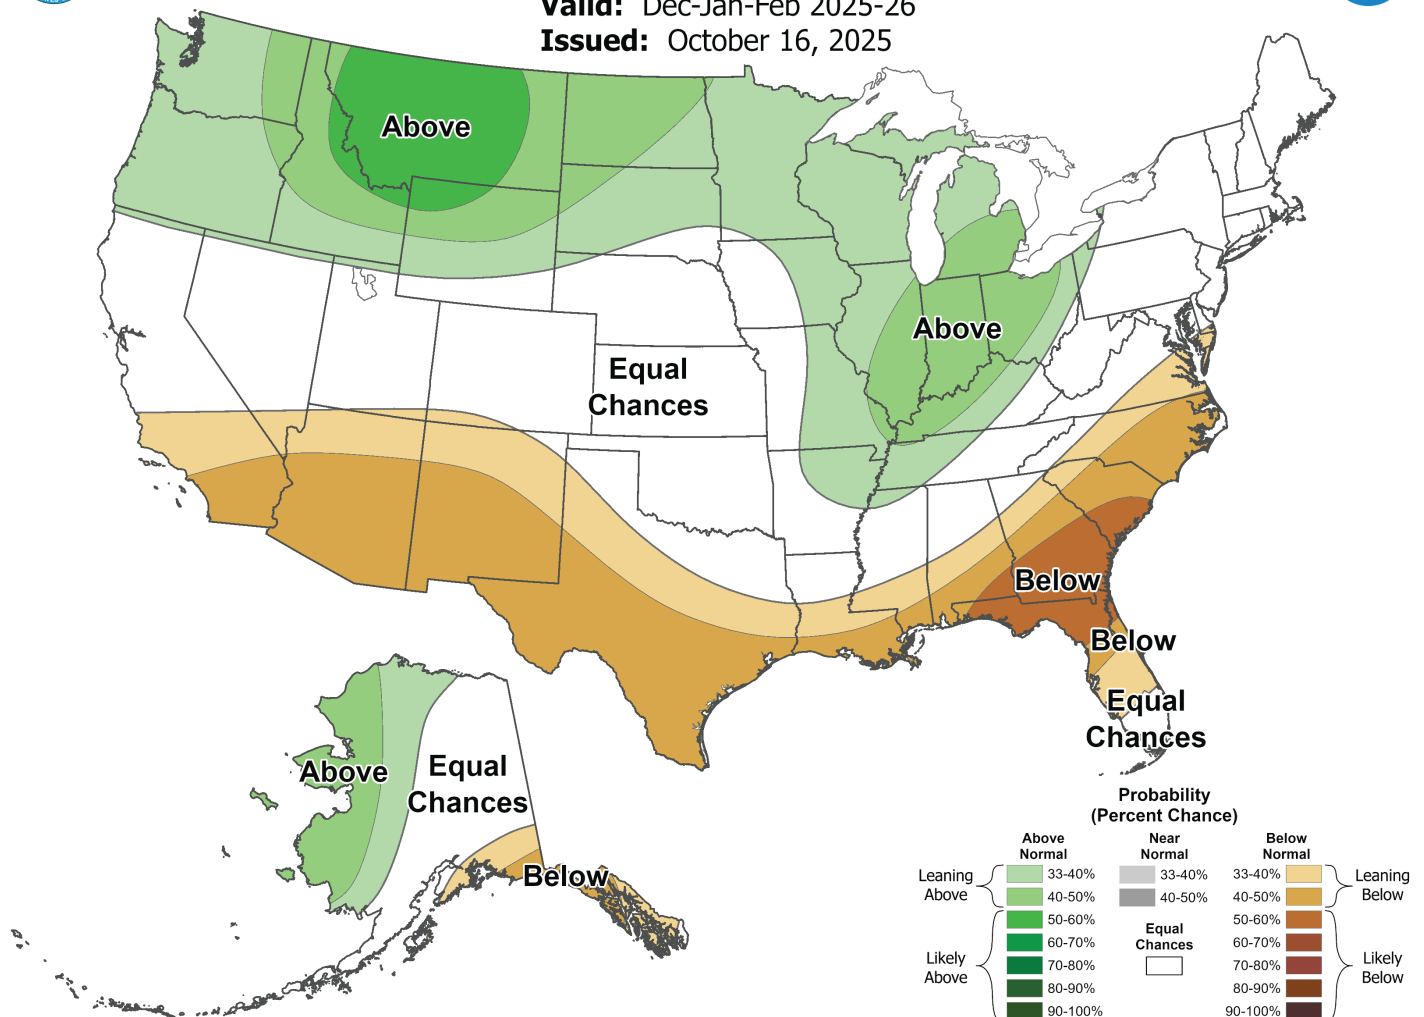 Valid: Dec-Jan-Feb 2025-26
Issued: October 16, 2025
Above
Above
Equal
Chances
Below
Below
Equal
Chances
Above
Equal
Chances
Below
Probability
(Percent Chance)
Above
Normal
Near
Normal
Below
Normal
Leaning
Above
33-40%
40-50%
Likely
Above
50-60%
60-70%
70-80%
80-90%
90-100%
33-40%
40-50%
Equal
Chances
33-40%
40-50%
Leaning
Below
50-60%
60-70%
70-80%
80-90%
90-100%
Likely
Below